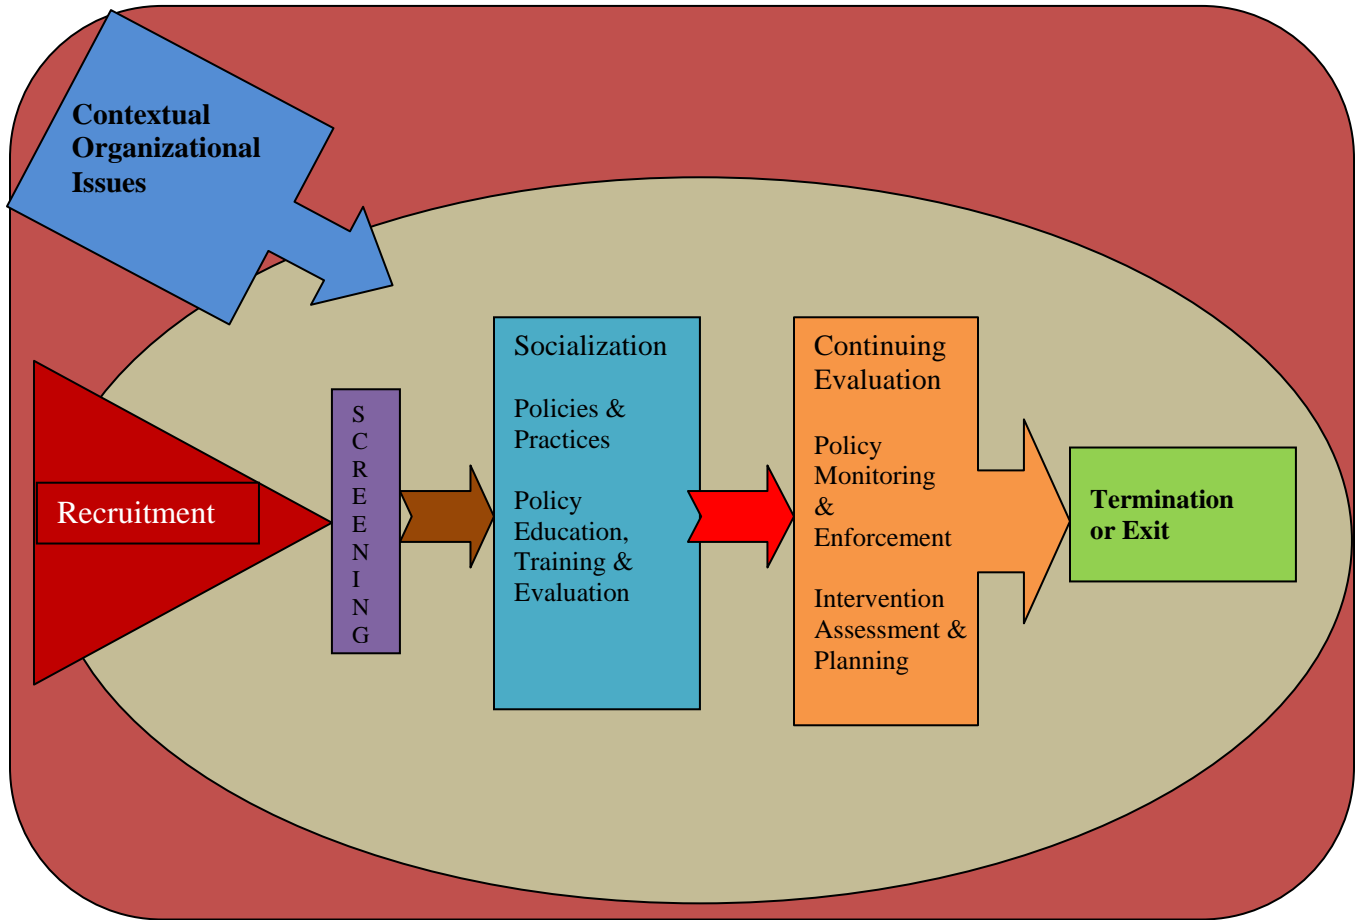 Contextual
Organizational
Issues
Recruitment
S
C
R
E
E
N
I
N
G
Socialization
Policies &
Practices
Policy
Education,
Training &
Evaluation
Continuing
Evaluation
Policy
Monitoring
&
Enforcement
Intervention
Assessment &
Planning
Termination
or Exit